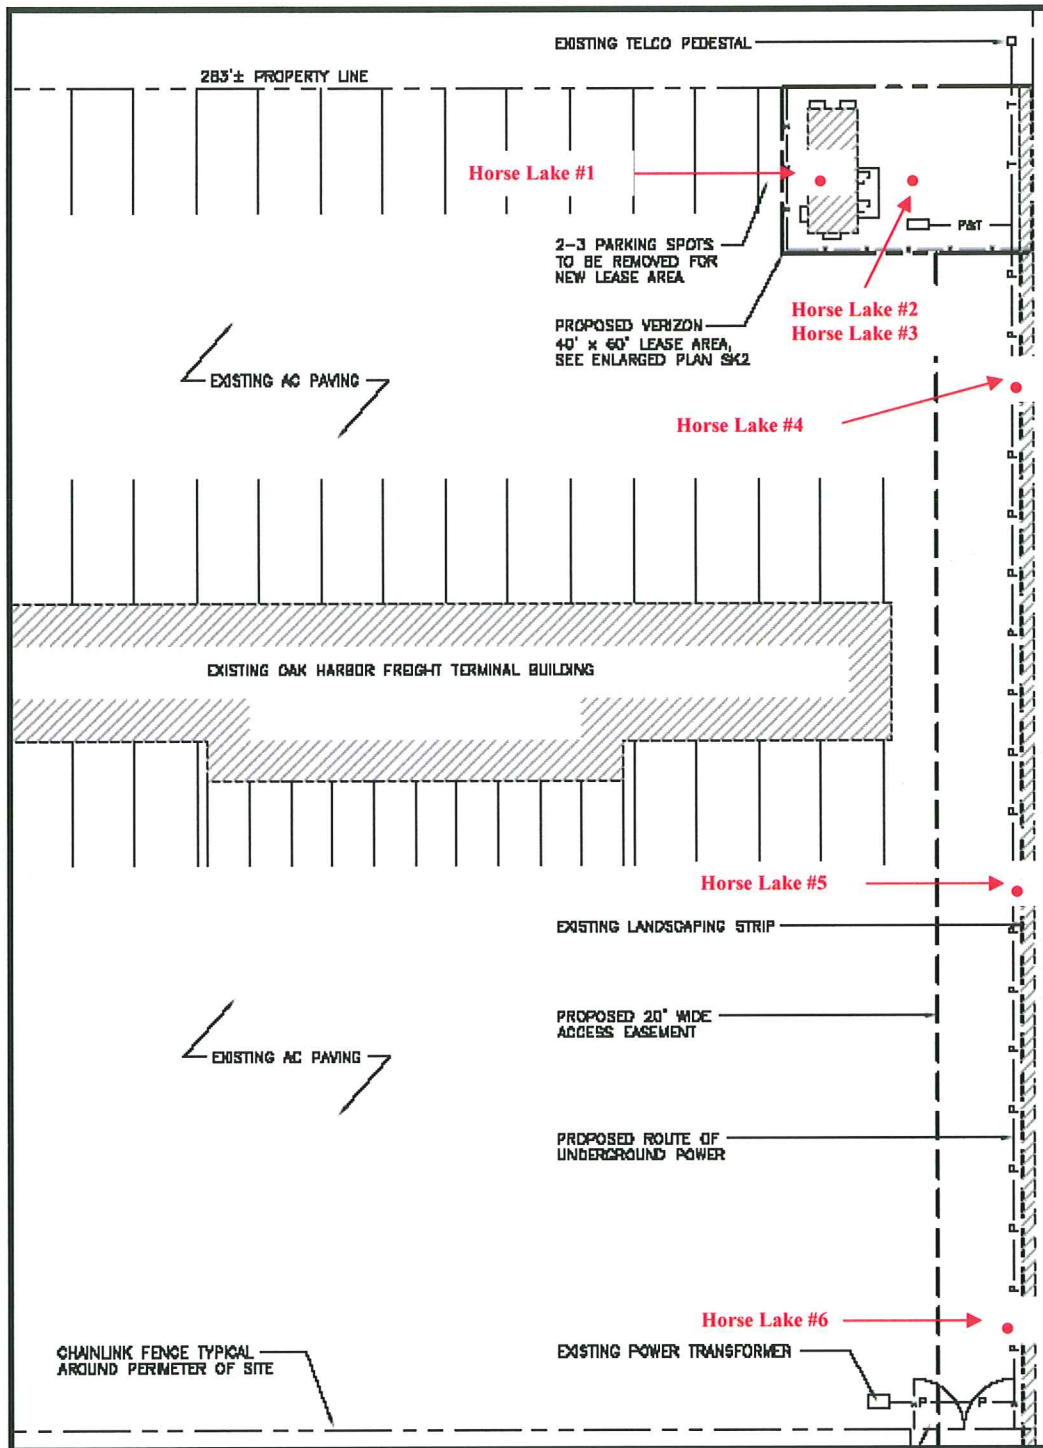 EXISTING TELCO PEDESTAL
283'± PROPERTY LINE
T
T
Horse Lake #1
P&T
2-3 PARKING SPOTS
TO BE REMOVED FOR
NEW LEASE AREA
P
Horse Lake #2
Horse Lake #3
PROPOSED VERIZON
40' x 60' LEASE AREA,
SEE ENLARGED PLAN SK2
P
EXISTING AC PAVING
Horse Lake #4
P
P
P
EXISTING OAK HARBOR FREIGHT TERMINAL BUILDING
P
P
P
P
Horse Lake #5
EXISTING LANDSCAPING STRIP
P
P
PROPOSED 20' WIDE
ACCESS EASEMENT
EXISTING AC PAVING
P
P
PROPOSED ROUTE OF
UNDERGROUND POWER
P
P
P
Horse Lake #6
CHAINLINK FENCE TYPICAL
AROUND PERIMETER OF SITE
EXISTING POWER TRANSFORMER
P
P P